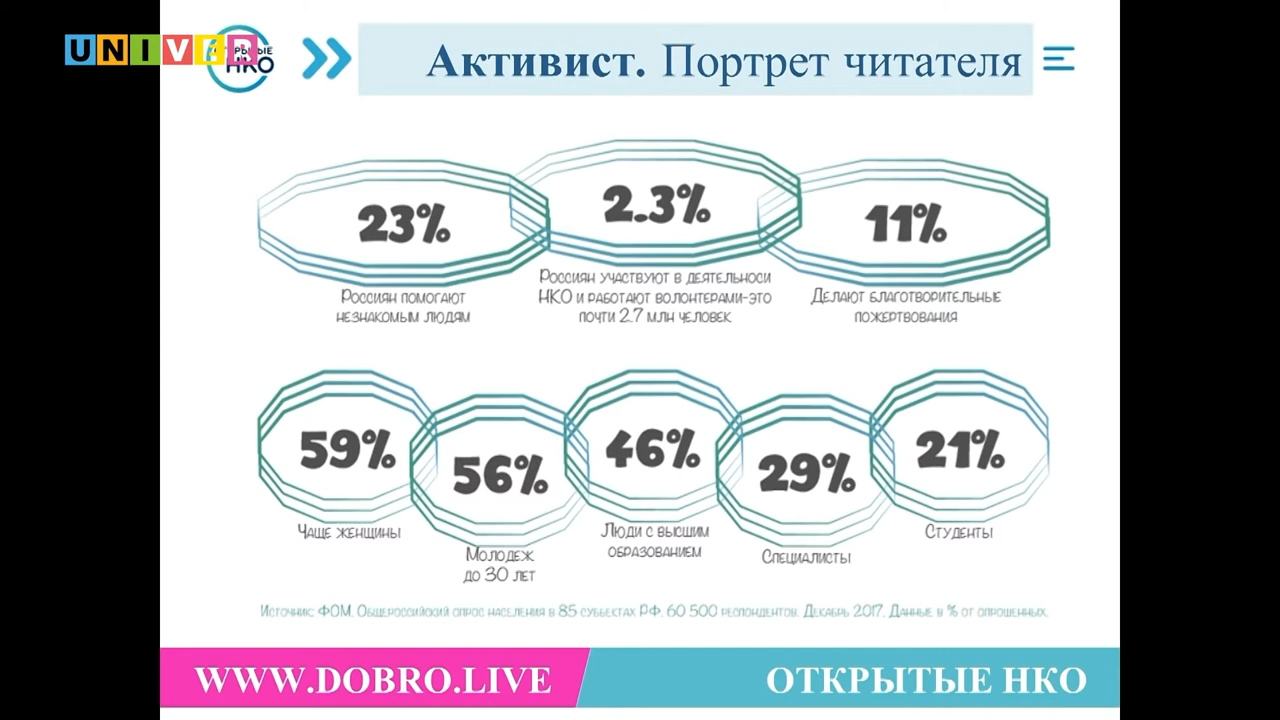 UNIVER
НКО
Активист. Портрет читателя
23%
2.3%
11%
Россиян помогают
незнакомым людям
Россиян участвуют в деятельноси
НКО и работают волонтерами-это
почти 2.7 млн человек
Делают благотворительные
пожертвования
59%
56%
46%
29%
21%
Чаще женщины
Молодеж
до 30 лет
Люди с высшим
образованием
Специалисты
Студенты
Источник: ФОМ. Общероссийский опрос населения в 85 субъектах РФ. 60 500 респондентов. Декабрь 2017. Данные в % от опрошенных.
WWW.DOBRO.LIVE
ОТКРЫТЫЕ НКО